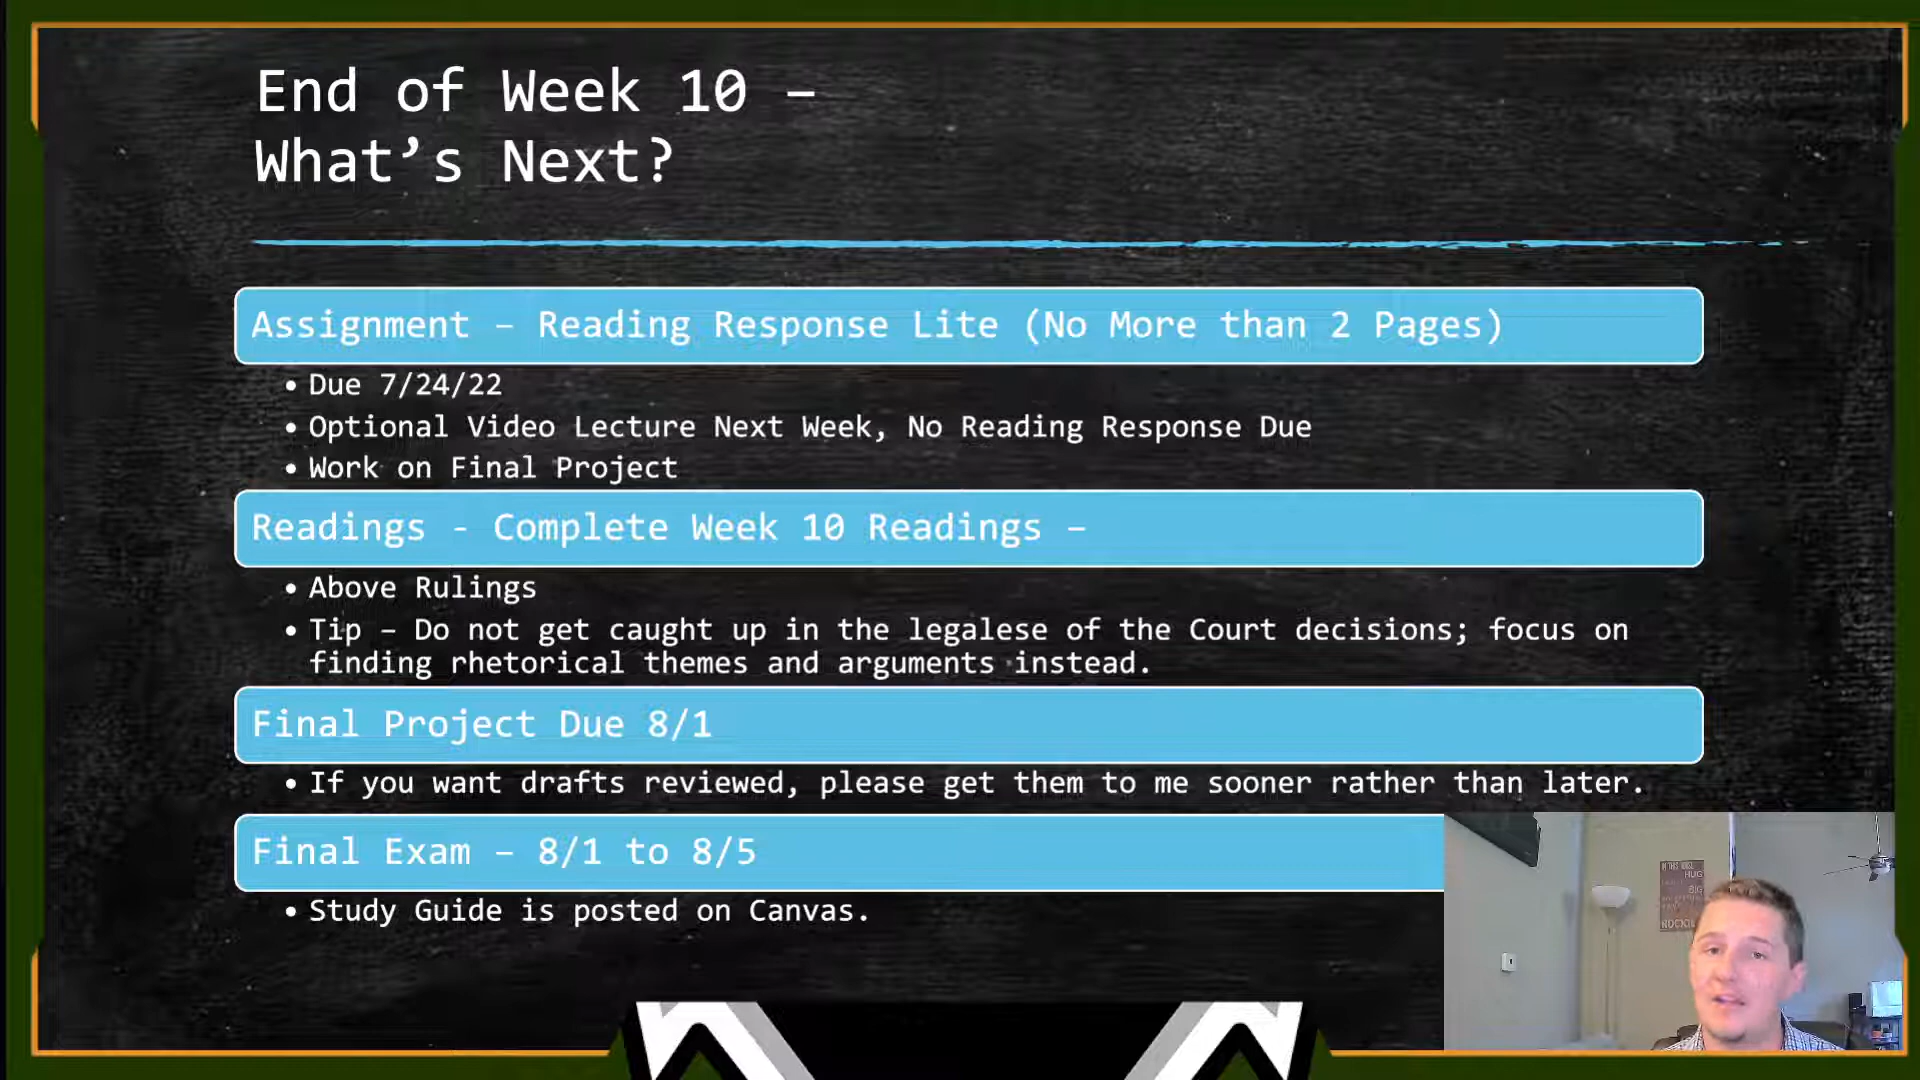 End of Week 10 –
What’s Next?
Assignment – Reading Response Lite (No More than 2 Pages)
• Due 7/24/22
• Optional Video Lecture Next Week, No Reading Response Due
• Work on Final Project
Readings - Complete Week 10 Readings –
• Above Rulings
• Tip – Do not get caught up in the legalese of the Court decisions; focus on
finding rhetorical themes and arguments instead.
Final Project Due 8/1
• If you want drafts reviewed, please get them to me sooner rather than later.
Final Exam – 8/1 to 8/5
• Study Guide is posted on Canvas.
HUG